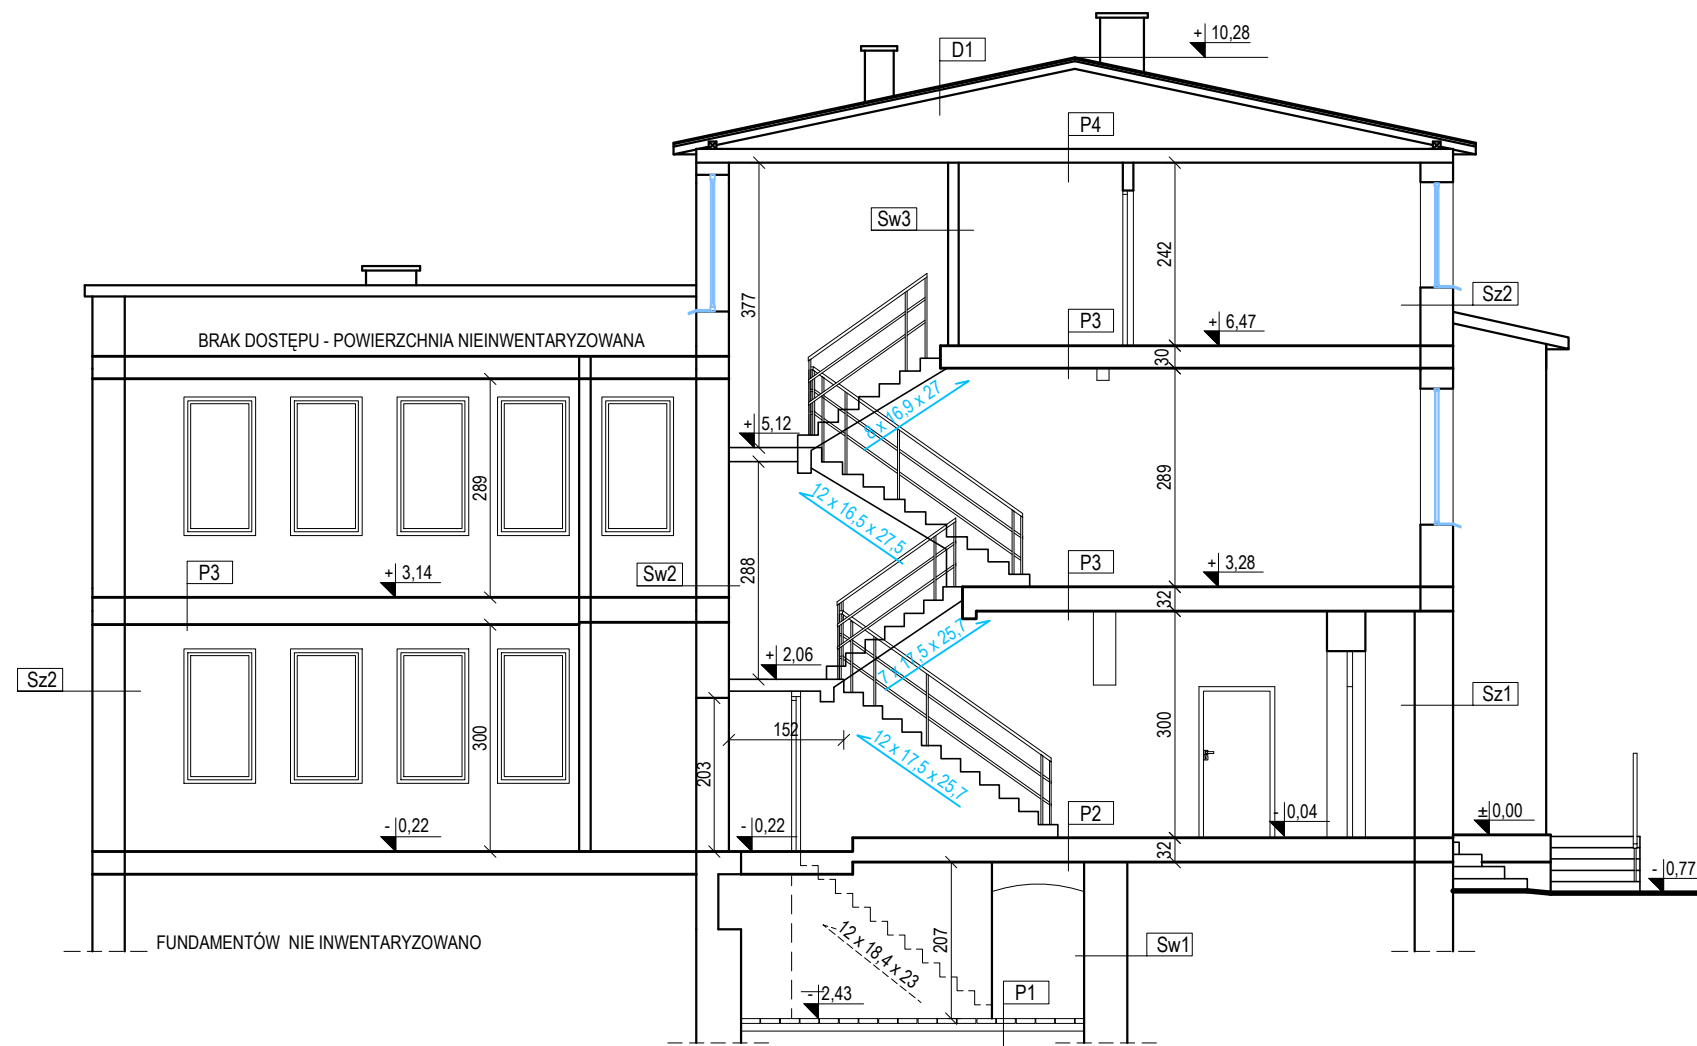 + 10,28
D1
P4
Sw3
242
Sz2
377
BRAK DOSTĘPU - POWIERZCHNIA NIEINWENTARYZOWANA
P3
+ 6,47
30
8 x 16,9 x 27
+ 5,12
289
289
12 x 16,5 x 27,5
288
P3
+ 3,14
Sw2
P3
+ 3,28
32
7 x 17,5 x 25,7
+ 2,06
Sz2
Sz1
300
152
300
203
12 x 17,5 x 25,7
- 0,22
- 0,22
P2
- 0,04
±0,00
32
- 0,77
FUNDAMENTÓW NIE INWENTARYZOWANO
12 x 18,4 x 23
207
Sw1
- 2,43
P1